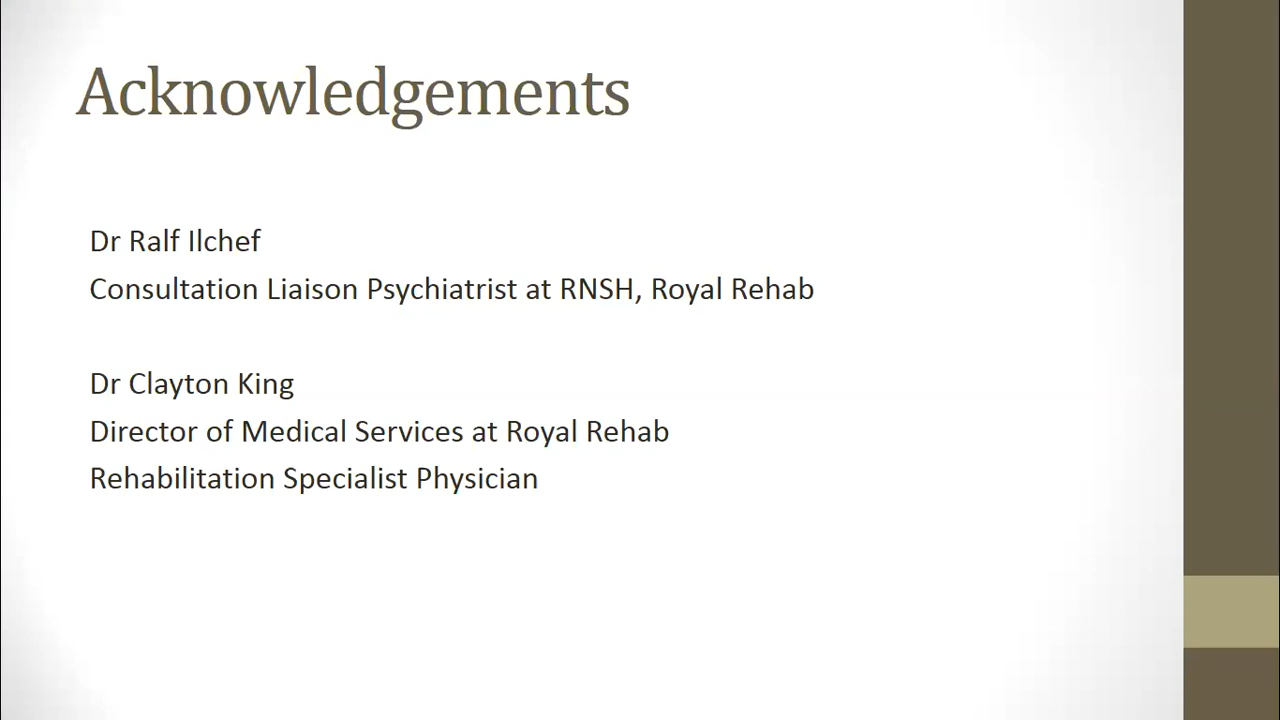 Acknowledgements
Dr Ralf Ilchef
Consultation Liaison Psychiatrist at RNSH, Royal Rehab
Dr Clayton King
Director of Medical Services at Royal Rehab
Rehabilitation Specialist Physician